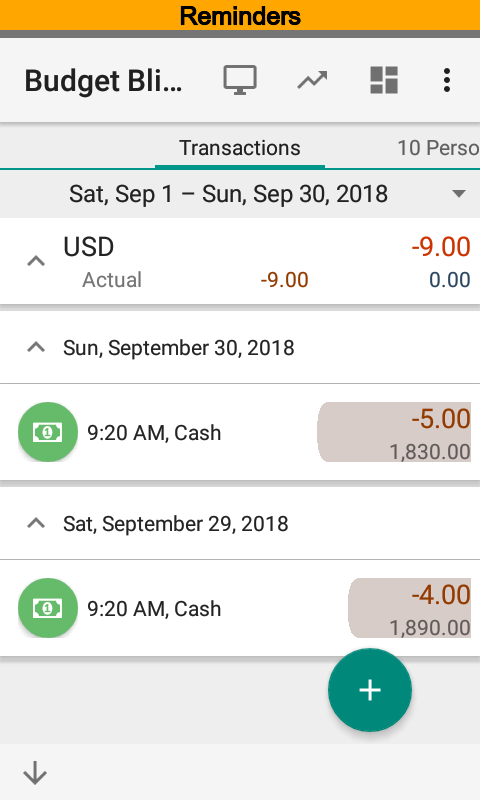 Reminders
Budget Bli...
Transactions
10 Perso
Sat, Sep 1 – Sun, Sep 30, 2018
USD
-9.00
Actual
-9.00
0.00
Sun, September 30, 2018
9:20 AM, Cash
-5.00
1,830.00
Sat, September 29, 2018
9:20 AM, Cash
-4.00
1,890.00